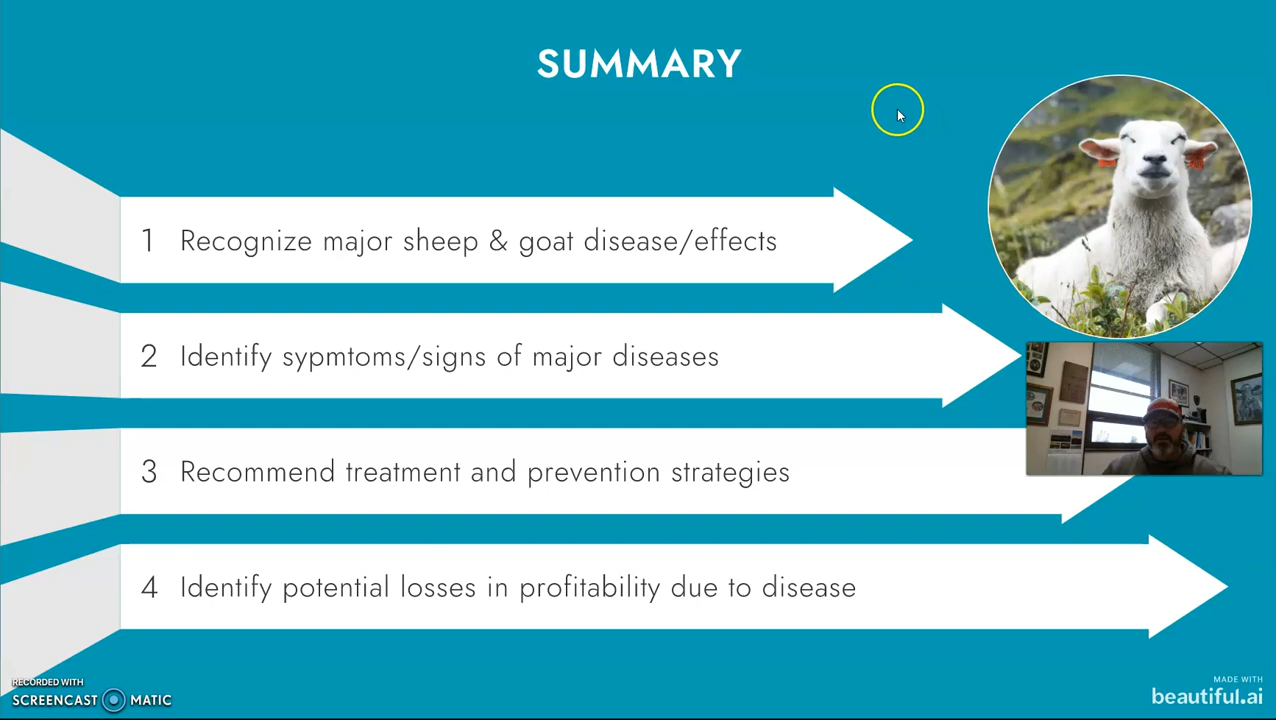 SUMMARY
1 Recognize major sheep & goat disease/effects
2 Identify sypmtoms/signs of major diseases
3 Recommend treatment and prevention strategies
4 Identify potential losses in profitability due to disease
RECORDED WITH
SCREENCAST MATIC
MADE WITH
beautiful.ai